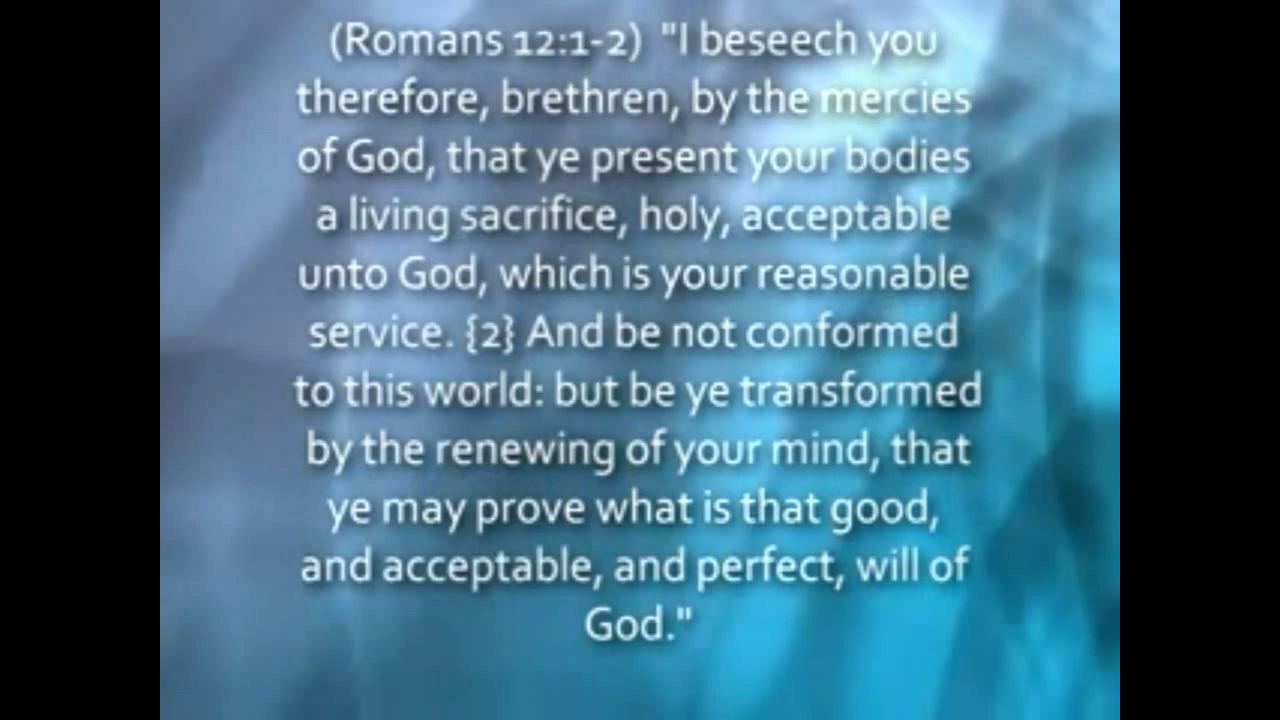 (Romans 12:1-2)  "I beseech you
therefore, brethren, by the mercies
of God, that ye present your bodies
a living sacrifice, holy, acceptable
unto God, which is your reasonable
service. {2} And be not conformed
to this world: but be ye transformed
by the renewing of your mind, that
ye may prove what is that good,
and acceptable, and perfect, will of
God."